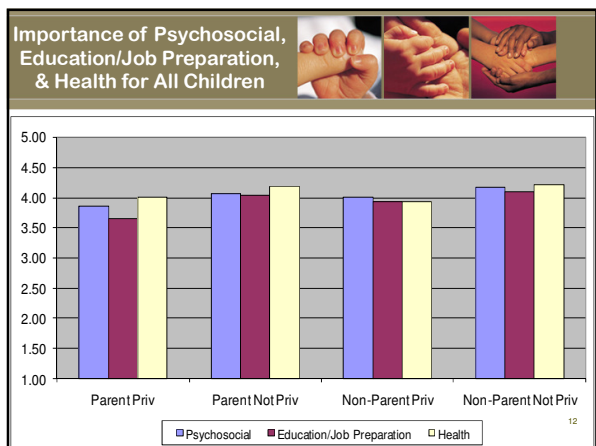 Importance of Psychosocial,
Education/Job Preparation,
& Health for All Children
5.00
4.50
4.00
3.50
3.00
2.50
2.00
1.50
1.00
Parent Priv Parent Not Priv Non-Parent Priv Non-Parent Not Priv
12
Psychosocial Education/Job Preparation Health